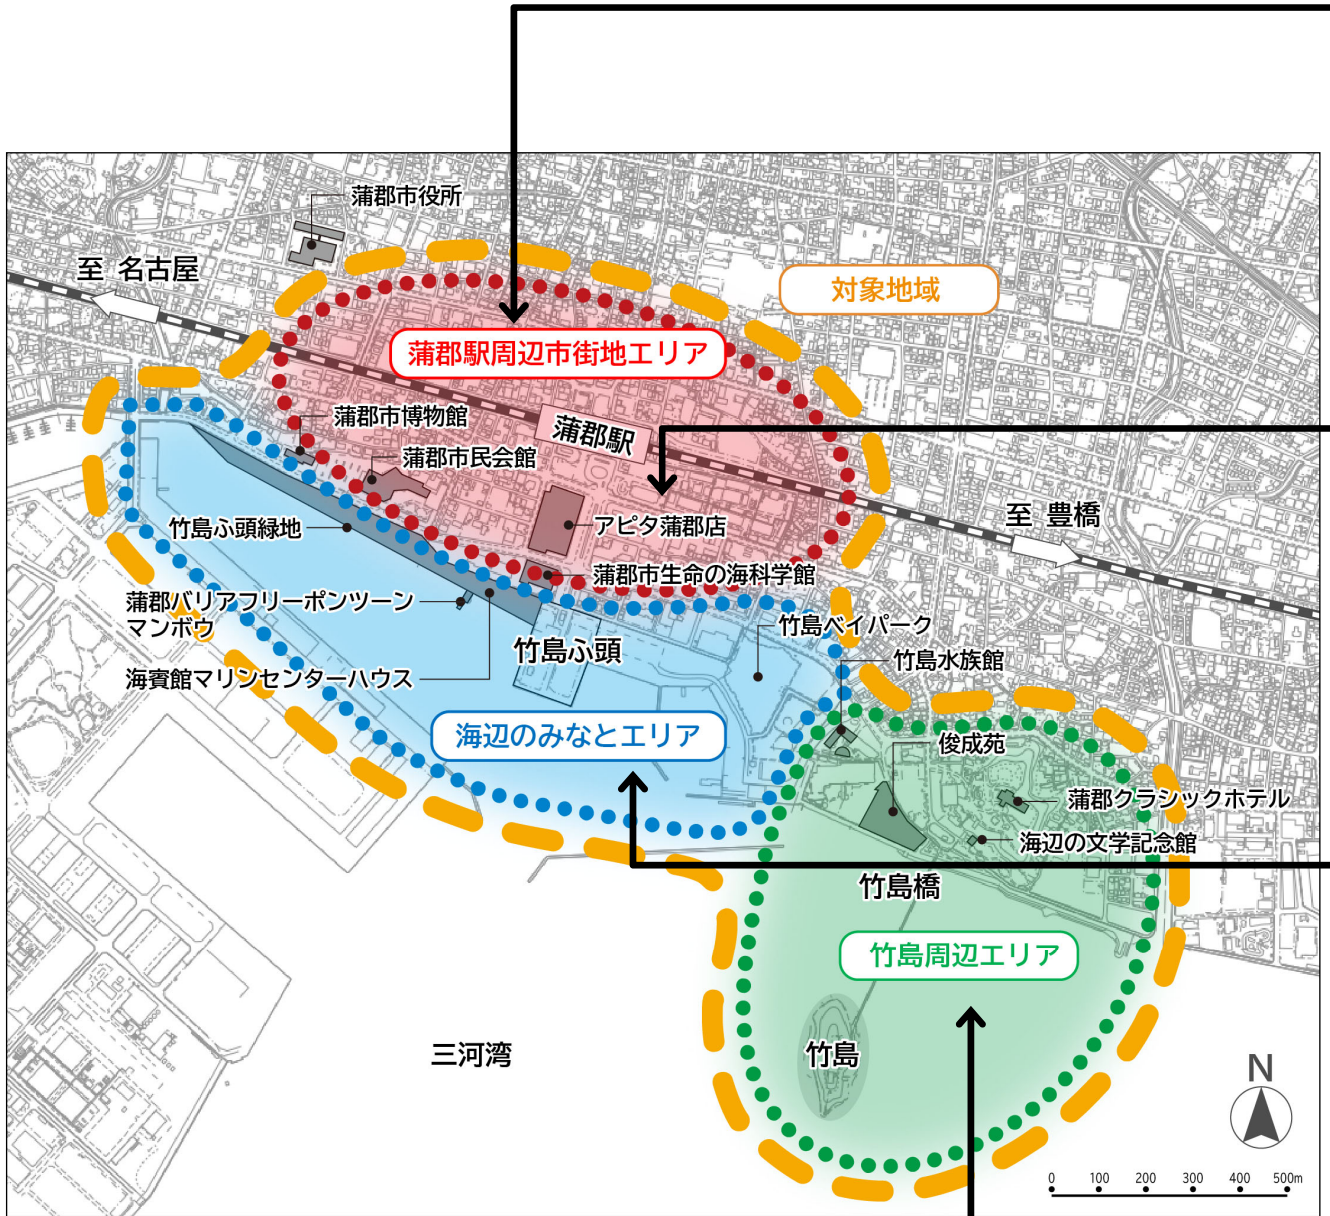 蒲郡市役所
至 名古屋
対象地域
蒲郡駅周辺市街地エリア
蒲郡市博物館
蒲郡駅
蒲郡市民会館
至 豊橋
竹島ふ頭緑地
アピタ蒲郡店
蒲郡市生命の海科学館
蒲郡バリアフリーポンツーン
マンボウ
竹島ベイパーク
竹島ふ頭
竹島水族館
海賓館マリンセンターハウス
海辺のみなとエリア
俊成苑
蒲郡クラシックホテル
海辺の文学記念館
竹島橋
竹島周辺エリア
三河湾
竹島
N
0 100 200 300 400 500m